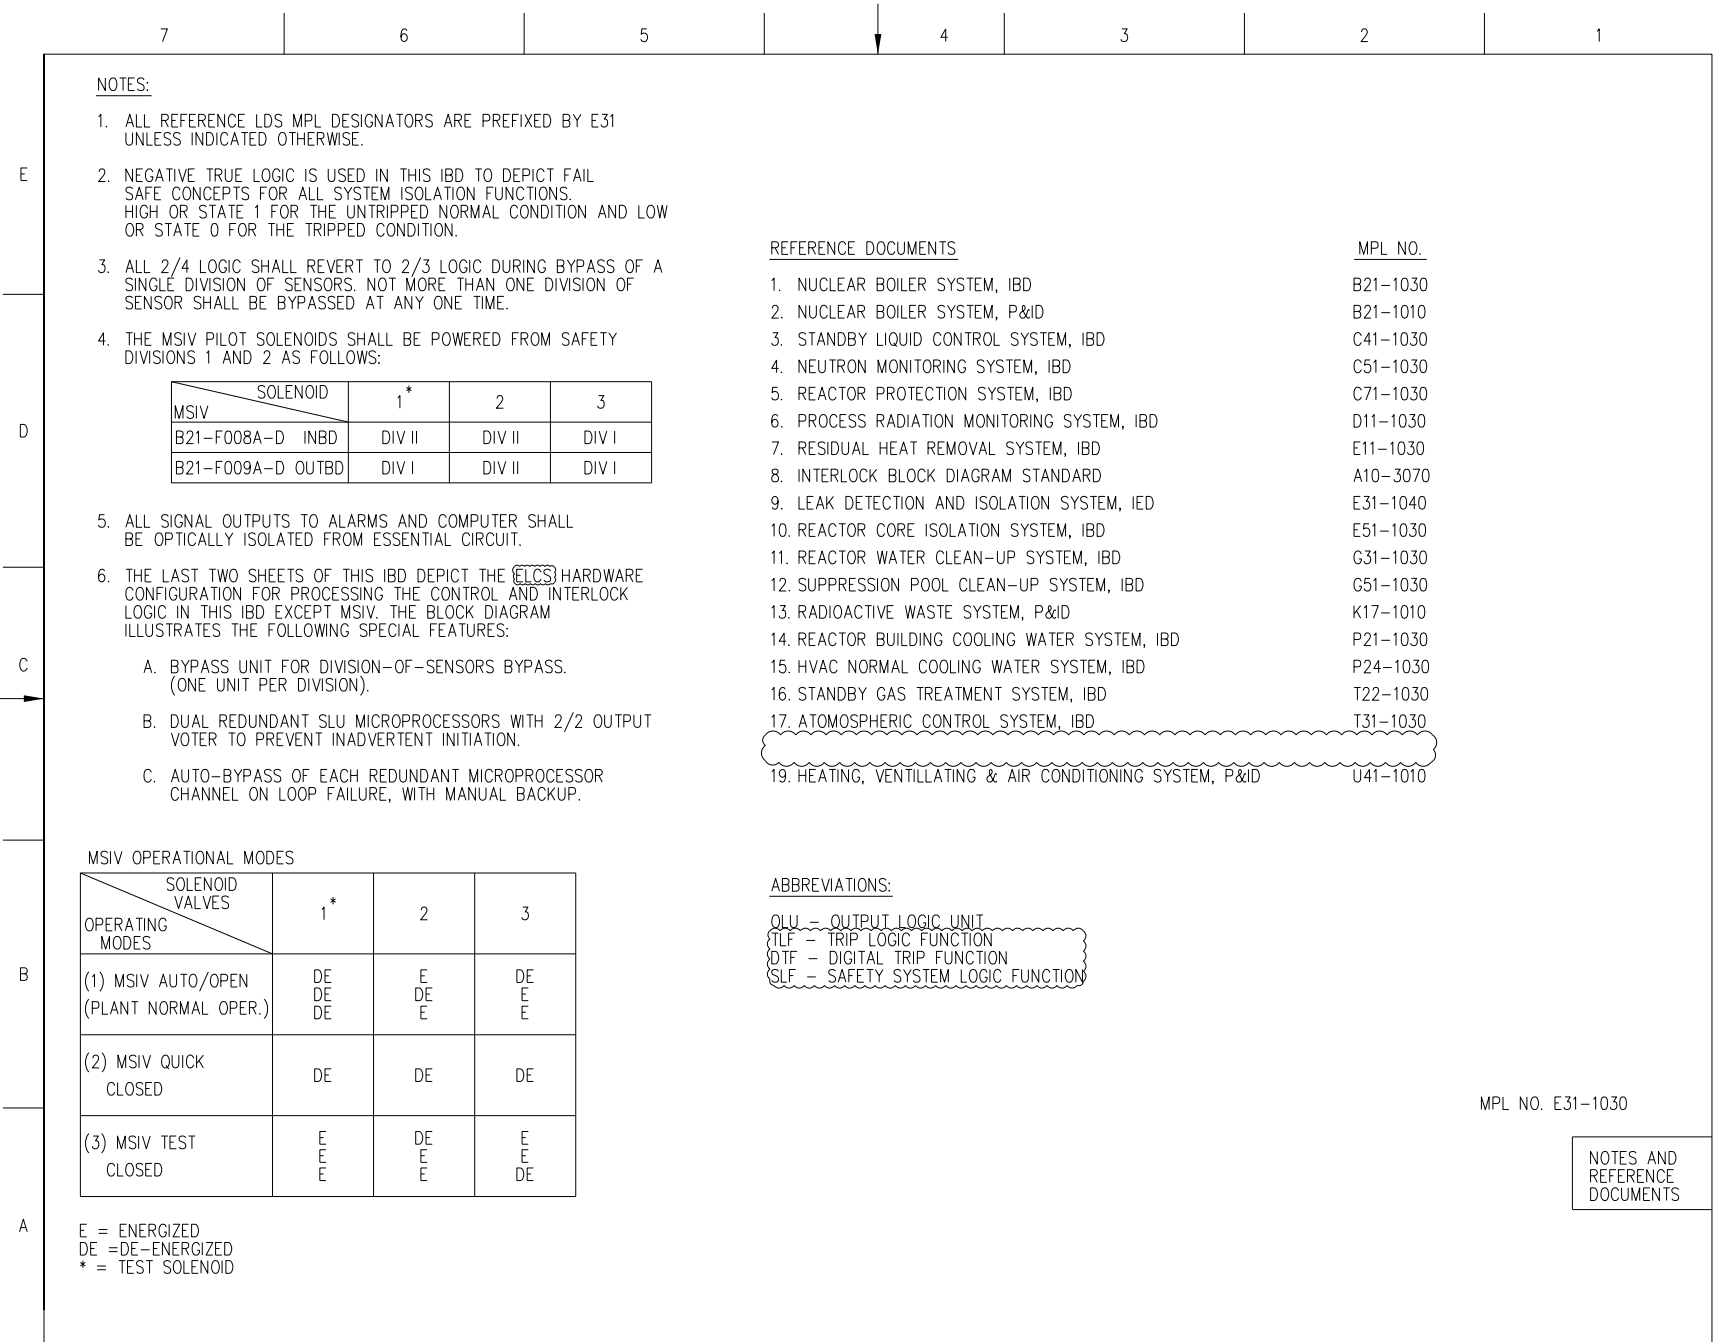 7 6 5 4 3 2 1
NOTES:
1. ALL REFERENCE LDS MPL DESIGNATORS ARE PREFIXED BY E31
UNLESS INDICATED OTHERWISE.
E
2. NEGATIVE TRUE LOGIC IS USED IN THIS IBD TO DEPICT FAIL
SAFE CONCEPTS FOR ALL SYSTEM ISOLATION FUNCTIONS.
HIGH OR STATE 1 FOR THE UNTRIPPED NORMAL CONDITION AND LOW
OR STATE 0 FOR THE TRIPPED CONDITION.
3. ALL 2/4 LOGIC SHALL REVERT TO 2/3 LOGIC DURING BYPASS OF A
SINGLE DIVISION OF SENSORS. NOT MORE THAN ONE DIVISION OF
SENSOR SHALL BE BYPASSED AT ANY ONE TIME.
4. THE MSIV PILOT SOLENOIDS SHALL BE POWERED FROM SAFETY
DIVISIONS 1 AND 2 AS FOLLOWS:
SOLENOID
MSIV
1* 2 3
D
B21-F008A-D INBD DIV II DIV II DIV I
B21-F009A-D OUTBD DIV I DIV II DIV I
5. ALL SIGNAL OUTPUTS TO ALARMS AND COMPUTER SHALL
BE OPTICALLY ISOLATED FROM ESSENTIAL CIRCUIT.
6. THE LAST TWO SHEETS OF THIS IBD DEPICT THE ELCS HARDWARE
CONFIGURATION FOR PROCESSING THE CONTROL AND INTERLOCK
LOGIC IN THIS IBD EXCEPT MSIV. THE BLOCK DIAGRAM
ILLUSTRATES THE FOLLOWING SPECIAL FEATURES:
C
A. BYPASS UNIT FOR DIVISION-OF-SENSORS BYPASS.
(ONE UNIT PER DIVISION).
B. DUAL REDUNDANT SLU MICROPROCESSORS WITH 2/2 OUTPUT
VOTER TO PREVENT INADVERTENT INITIATION.
C. AUTO-BYPASS OF EACH REDUNDANT MICROPROCESSOR
CHANNEL ON LOOP FAILURE, WITH MANUAL BACKUP.
MSIV OPERATIONAL MODES
SOLENOID
VALVES
OPERATING
MODES
1* 2 3
B
(1) MSIV AUTO/OPEN
(PLANT NORMAL OPER.)
DE E DE
DE DE E
DE E E
(2) MSIV QUICK
CLOSED
DE DE DE
(3) MSIV TEST
CLOSED
E DE E
E E E
E E DE
A
E = ENERGIZED
DE =DE-ENERGIZED
* = TEST SOLENOID
REFERENCE DOCUMENTS MPL NO.
1. NUCLEAR BOILER SYSTEM, IBD B21-1030
2. NUCLEAR BOILER SYSTEM, P&ID B21-1010
3. STANDBY LIQUID CONTROL SYSTEM, IBD C41-1030
4. NEUTRON MONITORING SYSTEM, IBD C51-1030
5. REACTOR PROTECTION SYSTEM, IBD C71-1030
6. PROCESS RADIATION MONITORING SYSTEM, IBD D11-1030
7. RESIDUAL HEAT REMOVAL SYSTEM, IBD E11-1030
8. INTERLOCK BLOCK DIAGRAM STANDARD A10-3070
9. LEAK DETECTION AND ISOLATION SYSTEM, IED E31-1040
10. REACTOR CORE ISOLATION SYSTEM, IBD E51-1030
11. REACTOR WATER CLEAN-UP SYSTEM, IBD G31-1030
12. SUPPRESSION POOL CLEAN-UP SYSTEM, IBD G51-1030
13. RADIOACTIVE WASTE SYSTEM, P&ID K17-1010
14. REACTOR BUILDING COOLING WATER SYSTEM, IBD P21-1030
15. HVAC NORMAL COOLING WATER SYSTEM, IBD P24-1030
16. STANDBY GAS TREATMENT SYSTEM, IBD T22-1030
17. ATOMOSPHERIC CONTROL SYSTEM, IBD T31-1030
19. HEATING, VENTILLATING & AIR CONDITIONING SYSTEM, P&ID U41-1010
ABBREVIATIONS:
OLU - OUTPUT LOGIC UNIT
TLF - TRIP LOGIC FUNCTION
DTF - DIGITAL TRIP FUNCTION
SLF - SAFETY SYSTEM LOGIC FUNCTION
MPL NO. E31-1030
NOTES AND
REFERENCE
DOCUMENTS